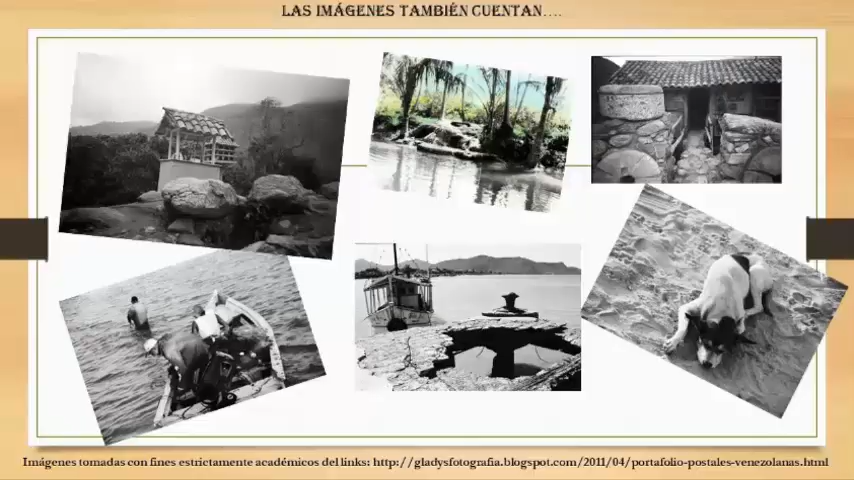 LAS IMÁGENES TAMBIÉN CUENTAN....
Imágenes tomadas con fines estrictamente académicos del links: http://gladysfotografia.blogspot.com/2011/04/portafolio-postales-venezolanas.html